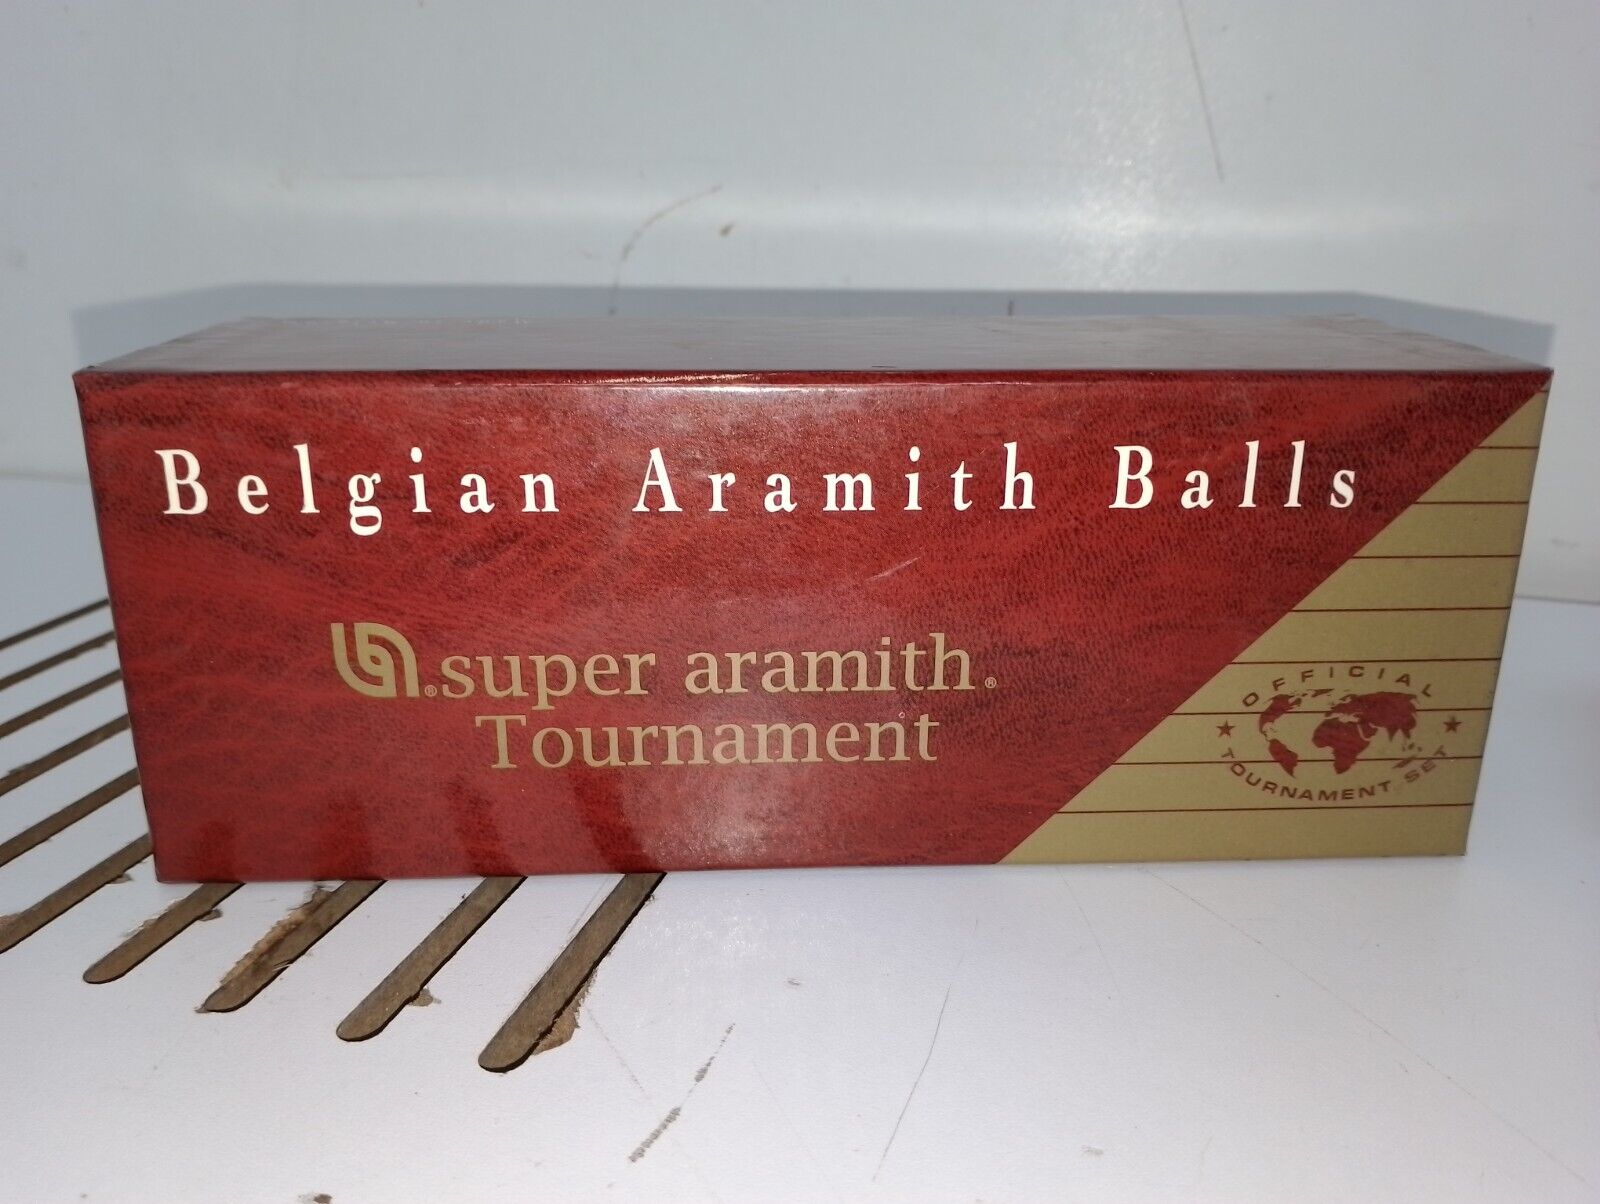 Belgian Aramith Balls
®super aramith®
Tournament
OFFICIAL
★ ★
TOURNAMENT SET